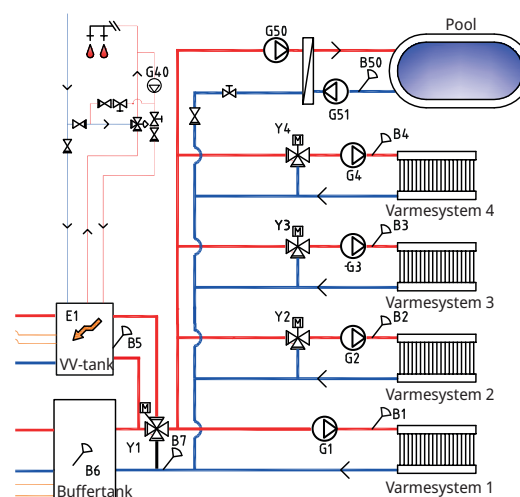 Pool
G50
B50
G40
G51
Y4
M
B4
G4
Varmesystem 4
Y3
M
B3
G3
Varmesystem 3
E1
Y2
M
B2
B5
G2
VV-tank
Varmesystem 2
M
B1
Y1
B7
G1
B6
Buffertank
Varmesystem 1